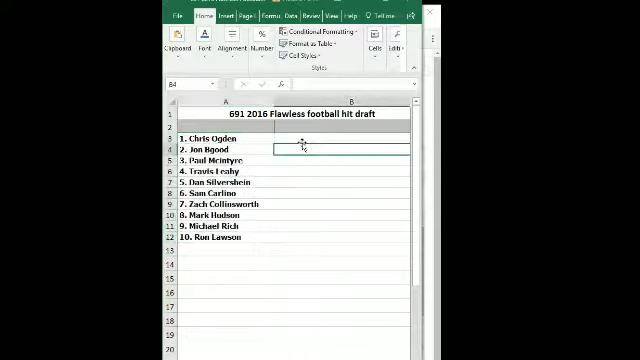 File Home Insert Page Formu Data Review View Help Tell me
Clipboard Font Alignment Number Conditional Formatting Format as Table Cell Styles Styles Cells Editi
B4 fx
A B
1 691 2016 Flawless football hit draft
2
3 1. Chris Ogden
4 2. Jon Bgood
5 3. Paul Mcintyre
6 4. Travis Leahy
7 5. Dan Silvershein
8 6. Sam Carlino
9 7. Zach Collinsworth
10 8. Mark Hudson
11 9. Michael Rich
12 10. Ron Lawson
13
14
15
16
17
18
19
20